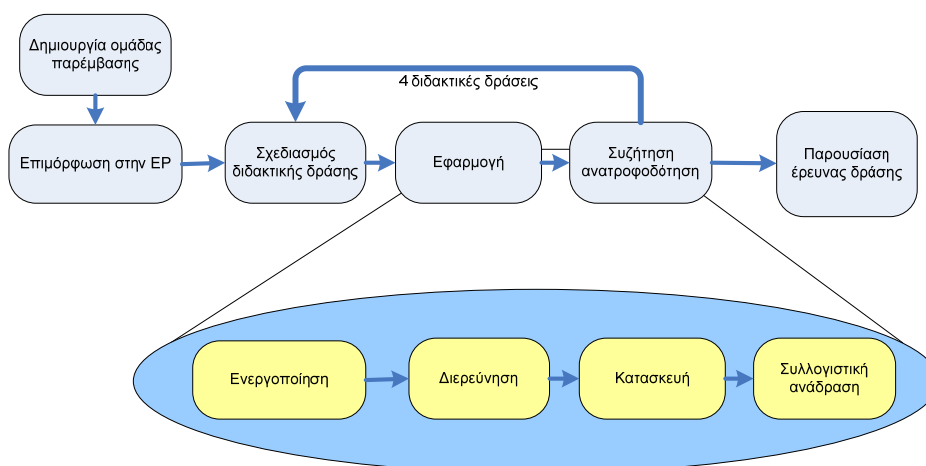 Δημιουργία ομάδας
παρέμβασης
4 διδακτικές δράσεις
Επιμόρφωση στην ΕΡ
Σχεδιασμός
διδακτικής δράσης
Εφαρμογή
Συζήτηση
ανατροφοδότηση
Παρουσίαση
έρευνας δράσης
Ενεργοποίηση
Διερεύνηση
Κατασκευή
Συλλογιστική
ανάδραση